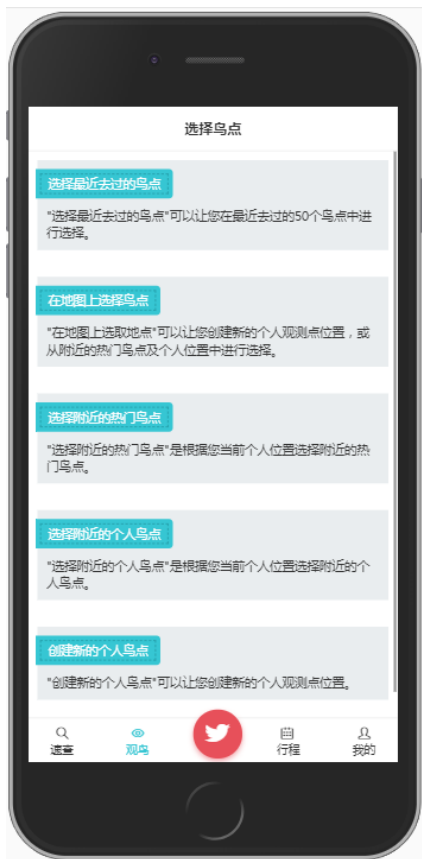 选择鸟点
选择最近去过的鸟点
"选择最近去过的鸟点"可以让您在最近去过的50个鸟点中进
行选择。
在地图上选择鸟点
"在地图上选取地点"可以让您创建新的个人观测点位置，或
从附近的热门鸟点及个人位置中进行选择。
选择附近的热门鸟点
"选择附近的热门鸟点"是根据您当前个人位置选择附近的热
门鸟点。
选择附近的个人鸟点
"选择附近的个人鸟点"是根据您当前个人位置选择附近的个
人鸟点。
创建新的个人鸟点
"创建新的个人鸟点"可以让您创建新的个人观测点位置。
速查 观鸟 行程 我的